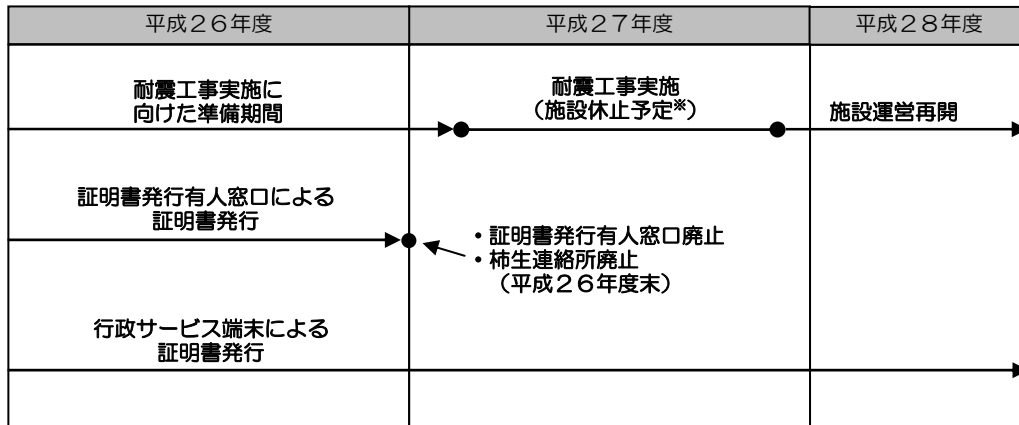 平成２６年度
平成２７年度
平成２８年度
耐震工事実施に
向けた準備期間
耐震工事実施
（施設休止予定※）
施設運営再開
証明書発行有人窓口による
証明書発行
・証明書発行有人窓口廃止
・柿生連絡所廃止
（平成２６年度末）
行政サービス端末による
証明書発行